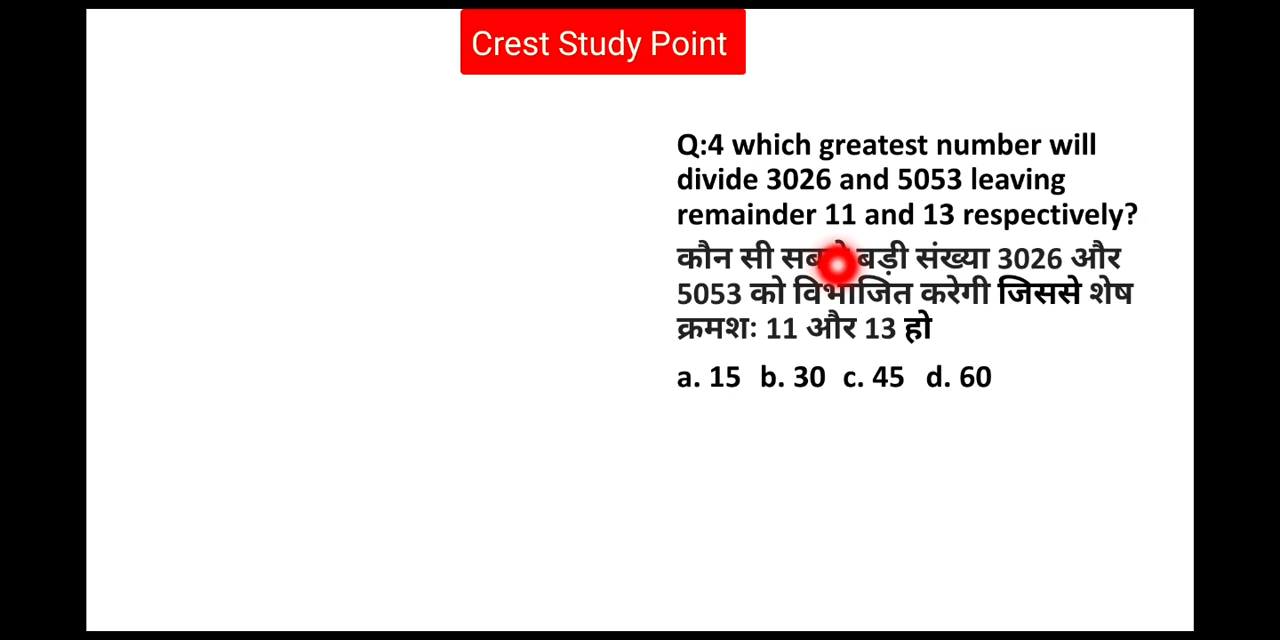 Crest Study Point
Q:4 which greatest number will
divide 3026 and 5053 leaving
remainder 11 and 13 respectively?
कौन सी बड़ी संख्या 3026 और
5053 को विभाजित करेगी जिससे शेष
क्रमशः 11 और 13 हो
a. 15 b. 30 c. 45 d. 60